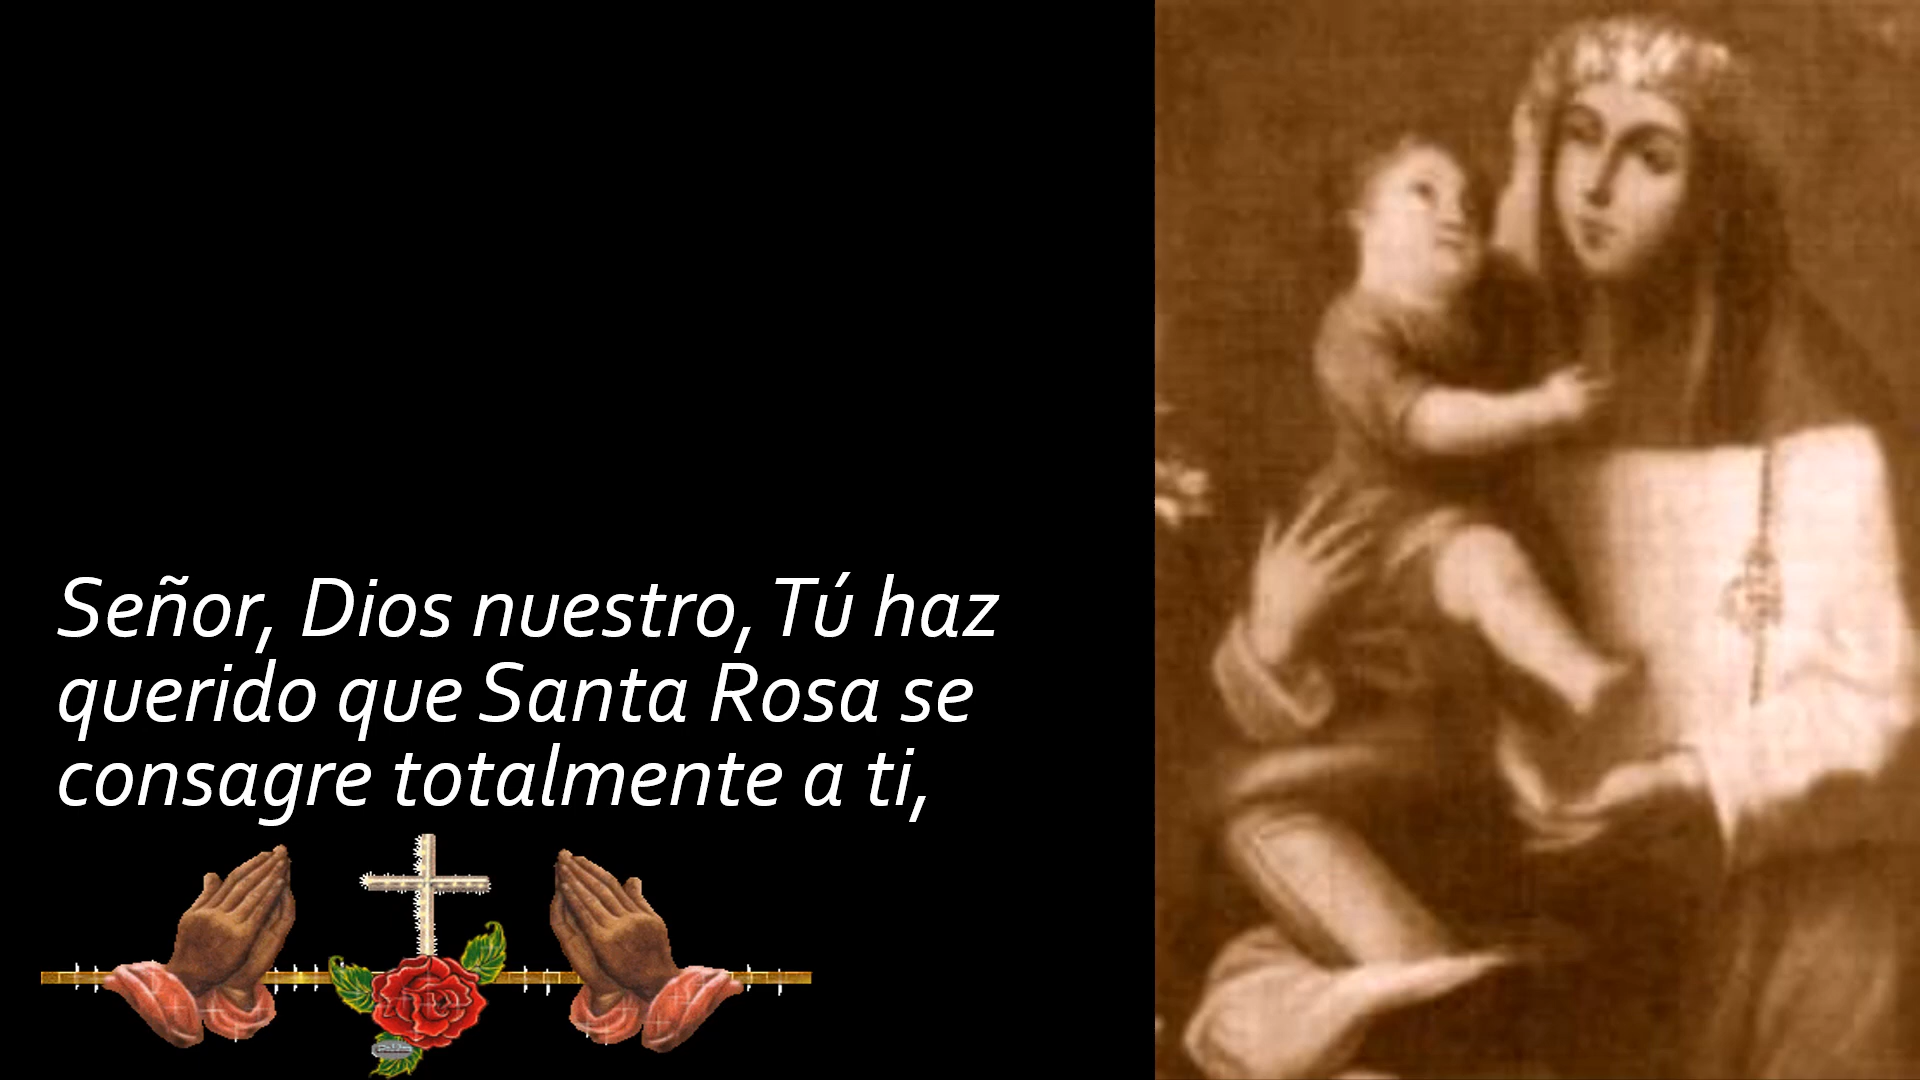 Señor, Dios nuestro, Tú haz
querido que Santa Rosa se
consagre totalmente a ti,